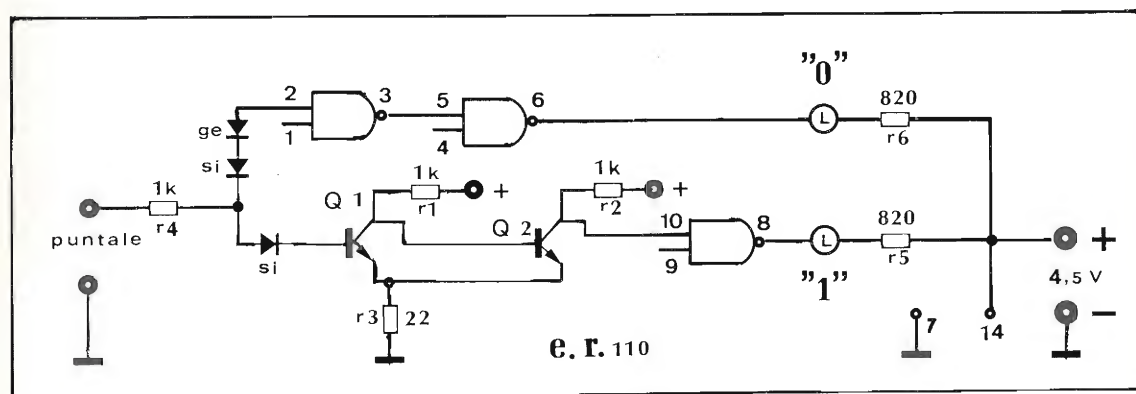 "0"
2
3
5
6
820
ge
1
4
L
r6
si
1k
1k
1k
Q 1
r1
+
Q 2
r2
+
puntale
r4
10
8
820
L
r5
+
si
9
"1"
4,5 V
r3
22
7
14
−
e.r. 110